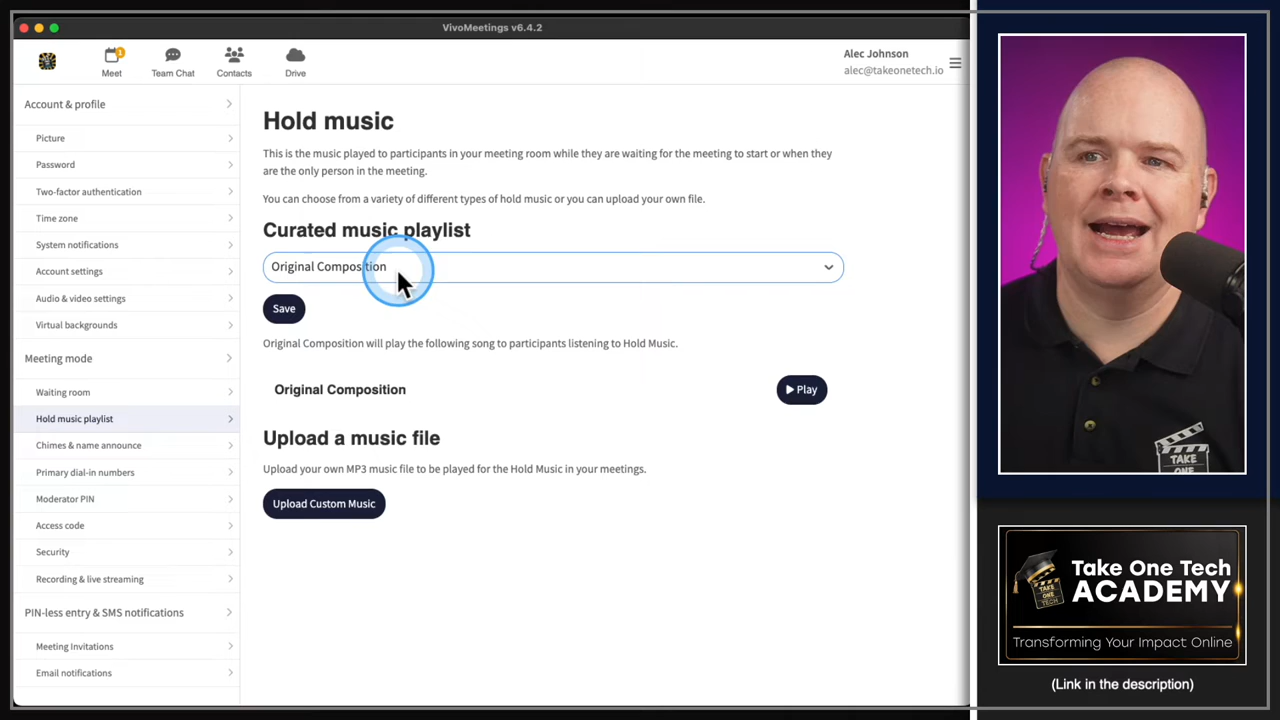 VivoMeetings v6.4.2
1
Meet
Team Chat
Contacts
Drive
Alec Johnson
alec@takeonetech.io
Account & profile
Picture
Password
Two-factor authentication
Time zone
System notifications
Account settings
Audio & video settings
Virtual backgrounds
Meeting mode
Waiting room
Hold music playlist
Chimes & name announce
Primary dial-in numbers
Moderator PIN
Access code
Security
Recording & live streaming
PIN-less entry & SMS notifications
Meeting Invitations
Email notifications
Hold music
This is the music played to participants in your meeting room while they are waiting for the meeting to start or when they
are the only person in the meeting.
You can choose from a variety of different types of hold music or you can upload your own file.
Curated music playlist
Original Composition
Save
Original Composition will play the following song to participants listening to Hold Music.
Original Composition
Play
Upload a music file
Upload your own MP3 music file to be played for the Hold Music in your meetings.
Upload Custom Music
TAKE
ONE
TAKE
ONE
TECH
Take One Tech
ACADEMY
Transforming Your Impact Online
(Link in the description)